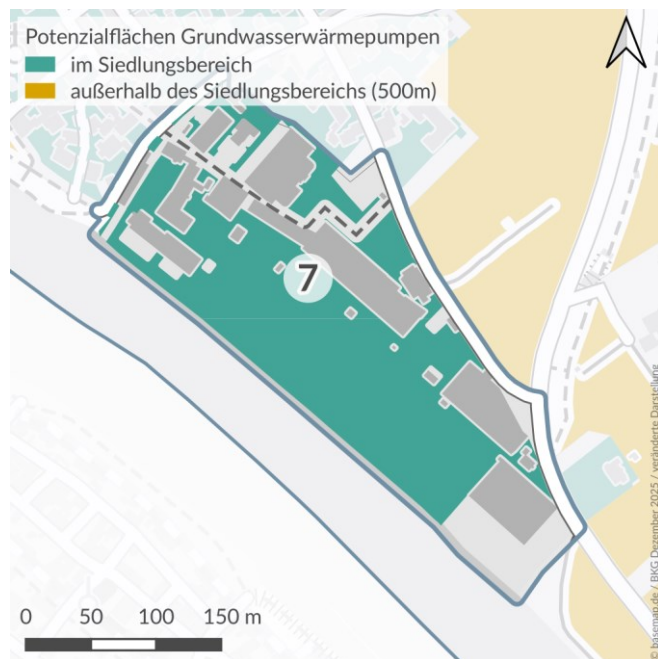 Potenzialflächen Grundwasserwärmepumpen
im Siedlungsbereich
außerhalb des Siedlungsbereichs (500m)
7
0 50 100 150 m
© basemap.de / BKG Dezember 2025 / veränderte Darstellung